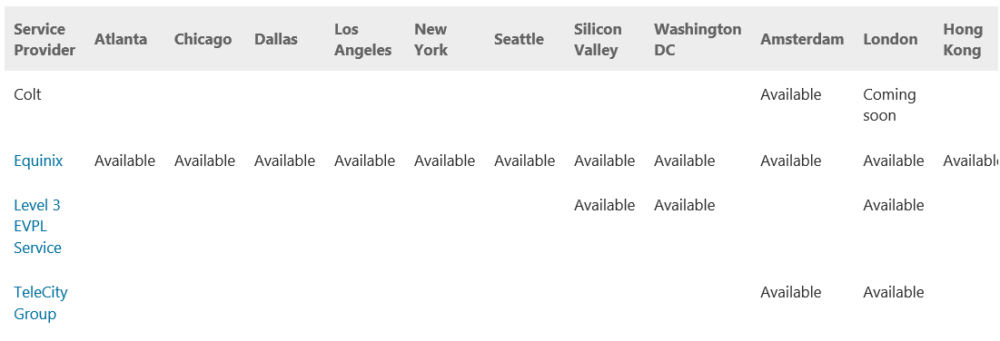 Service Provider Atlanta Chicago Dallas Los Angeles New York Seattle Silicon Valley Washington DC Amsterdam London Hong Kong
Colt Available Coming soon
Equinix Available Available Available Available Available Available Available Available Available Available Availabl
Level 3 EVPL Service Available Available Available
TeleCity Group Available Available